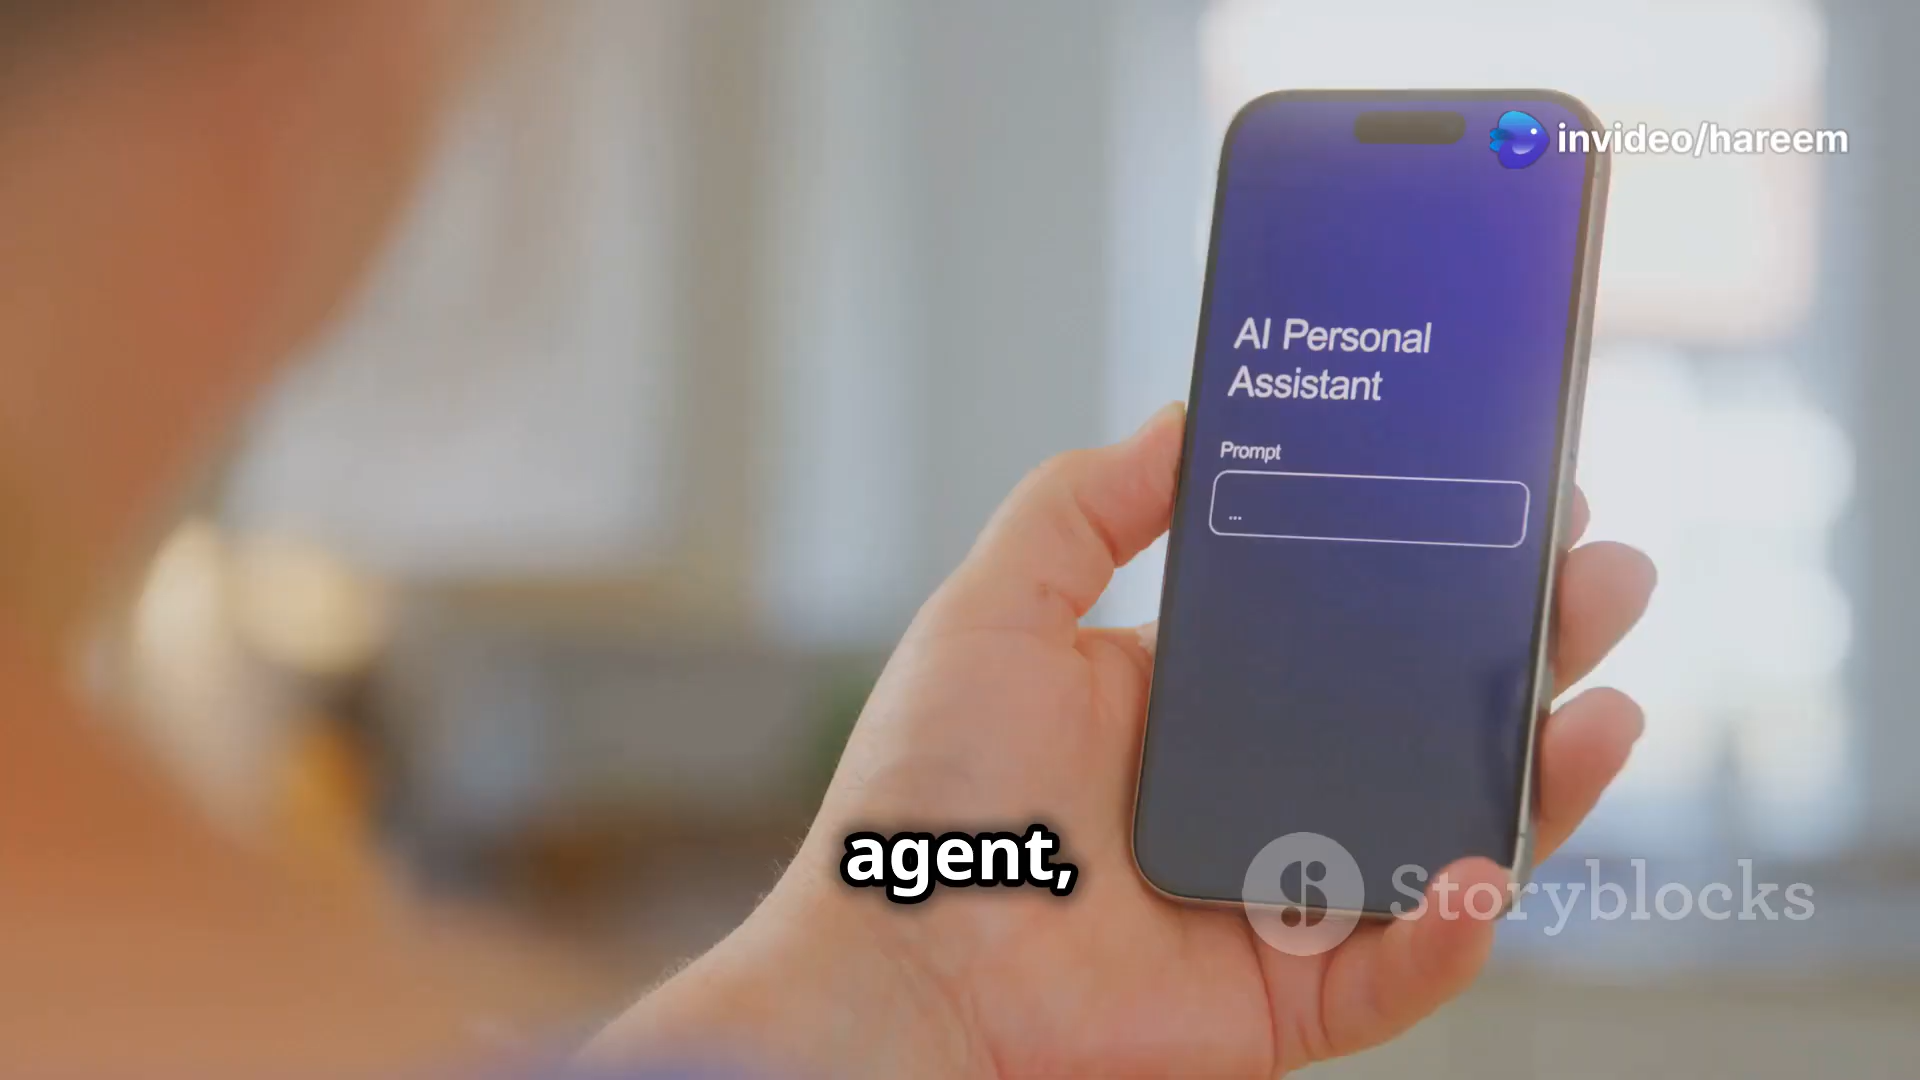 invideo/hareem
AI Personal
Assistant
Prompt
...
agent,
Storyblocks